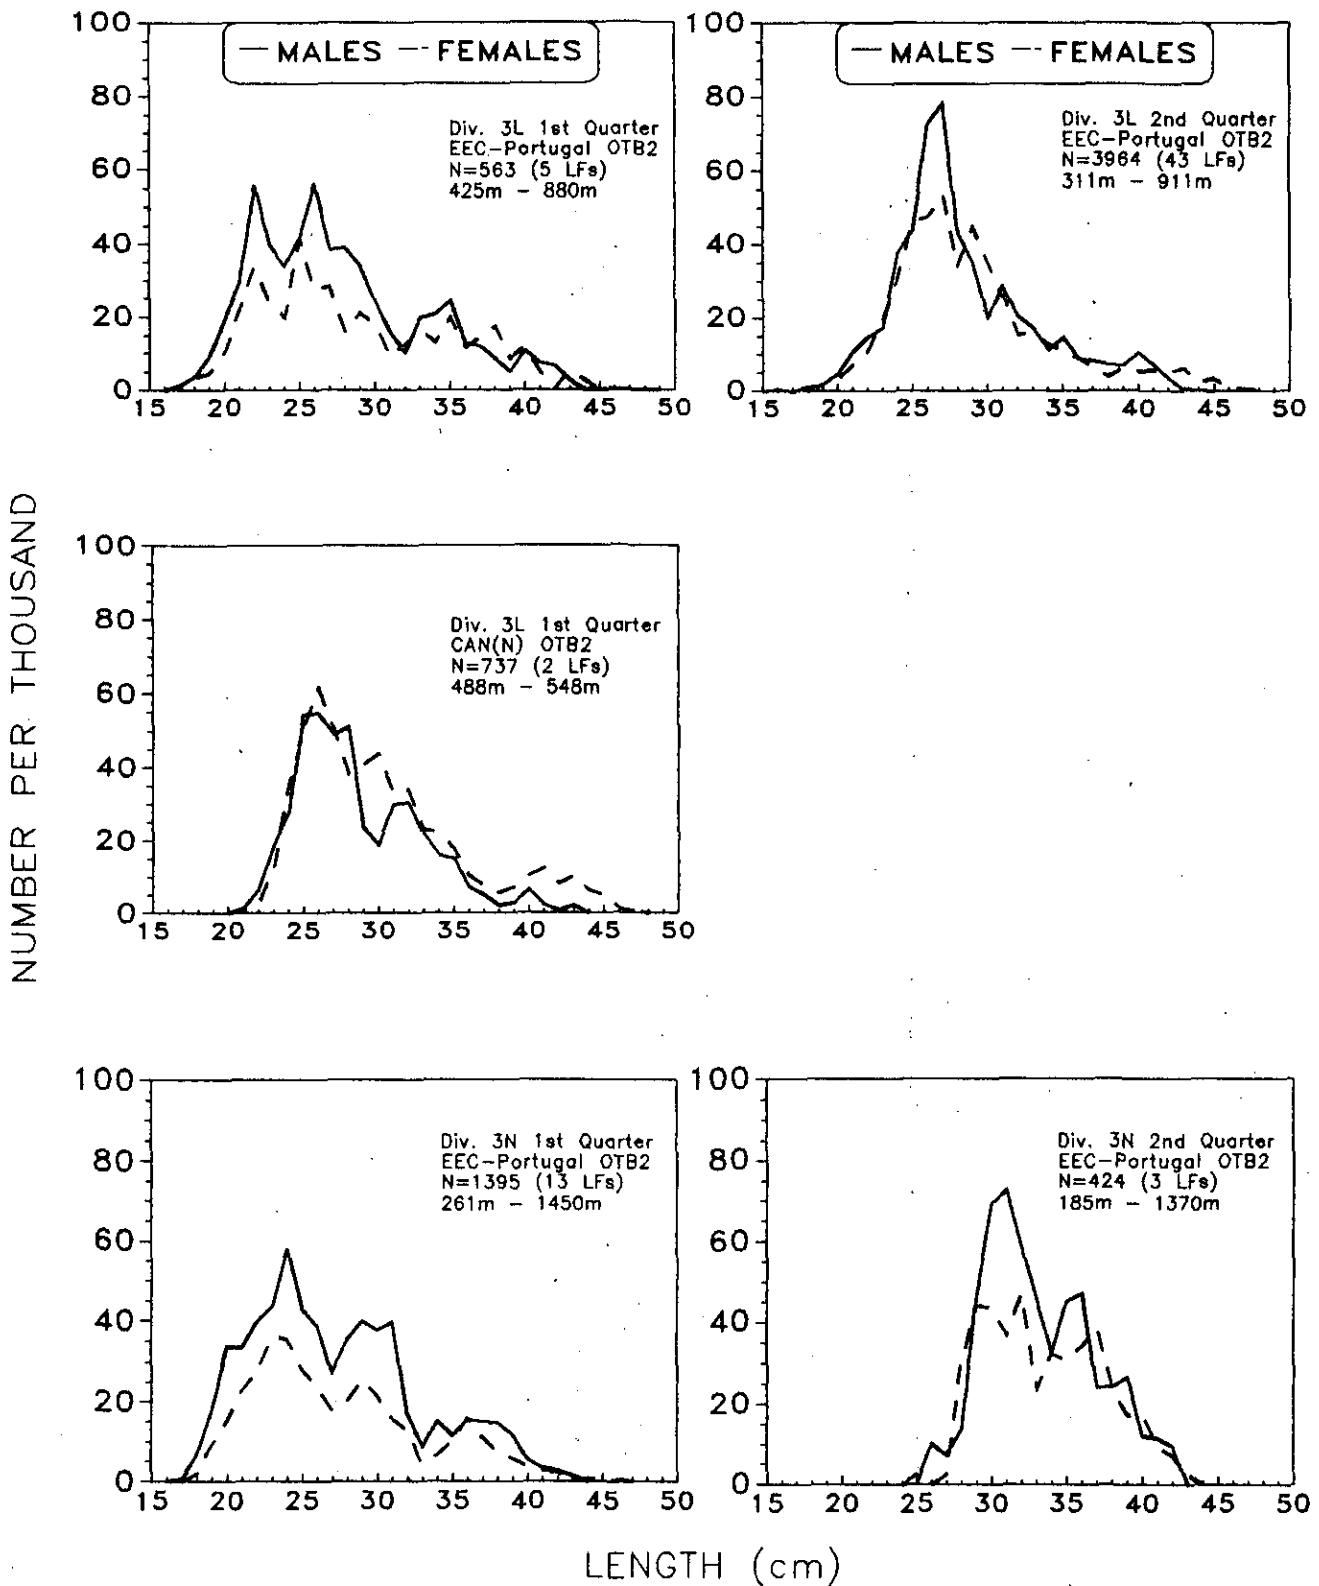 — MALES –- FEMALES
Div. 3L 1st Quarter
EEC-Portugal OTB2
N=563 (5 LFs)
425m - 880m
100
80
60
40
20
0
15 20 25 30 35 40 45 50
— MALES –- FEMALES
Div. 3L 2nd Quarter
EEC-Portugal OTB2
N=3964 (43 LFs)
311m - 911m
100
80
60
40
20
0
15 20 25 30 35 40 45 50
NUMBER PER THOUSAND
Div. 3L 1st Quarter
CAN(N) OTB2
N=737 (2 LFs)
488m - 548m
100
80
60
40
20
0
15 20 25 30 35 40 45 50
Div. 3N 1st Quarter
EEC-Portugal OTB2
N=1395 (13 LFs)
261m - 1450m
100
80
60
40
20
0
15 20 25 30 35 40 45 50
Div. 3N 2nd Quarter
EEC-Portugal OTB2
N=424 (3 LFs)
185m - 1370m
100
80
60
40
20
0
15 20 25 30 35 40 45 50
LENGTH (cm)